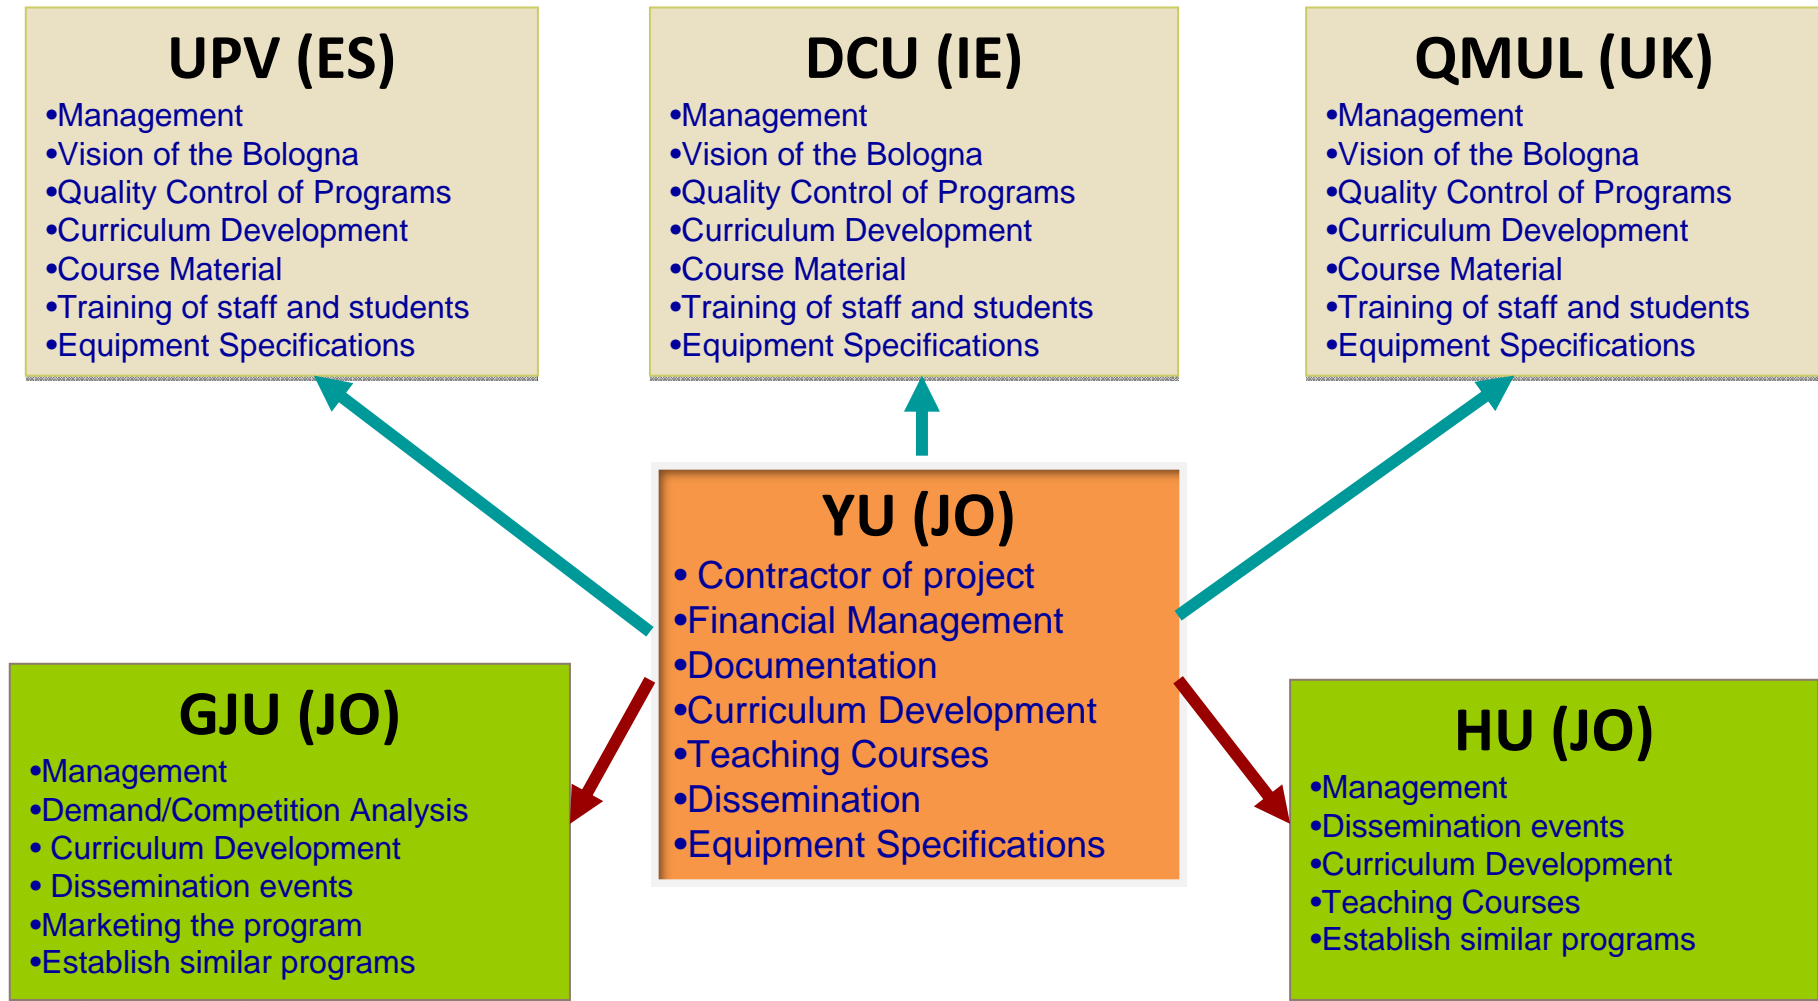 UPV (ES)
•Management
•Vision of the Bologna
•Quality Control of Programs
•Curriculum Development
•Course Material
•Training of staff and students
•Equipment Specifications
DCU (IE)
•Management
•Vision of the Bologna
•Quality Control of Programs
•Curriculum Development
•Course Material
•Training of staff and students
•Equipment Specifications
QMUL (UK)
•Management
•Vision of the Bologna
•Quality Control of Programs
•Curriculum Development
•Course Material
•Training of staff and students
•Equipment Specifications
YU (JO)
• Contractor of project
•Financial Management
•Documentation
•Curriculum Development
•Teaching Courses
•Dissemination
•Equipment Specifications
GJU (JO)
•Management
•Demand/Competition Analysis
• Curriculum Development
• Dissemination events
•Marketing the program
•Establish similar programs
HU (JO)
•Management
•Dissemination events
•Curriculum Development
•Teaching Courses
•Establish similar programs